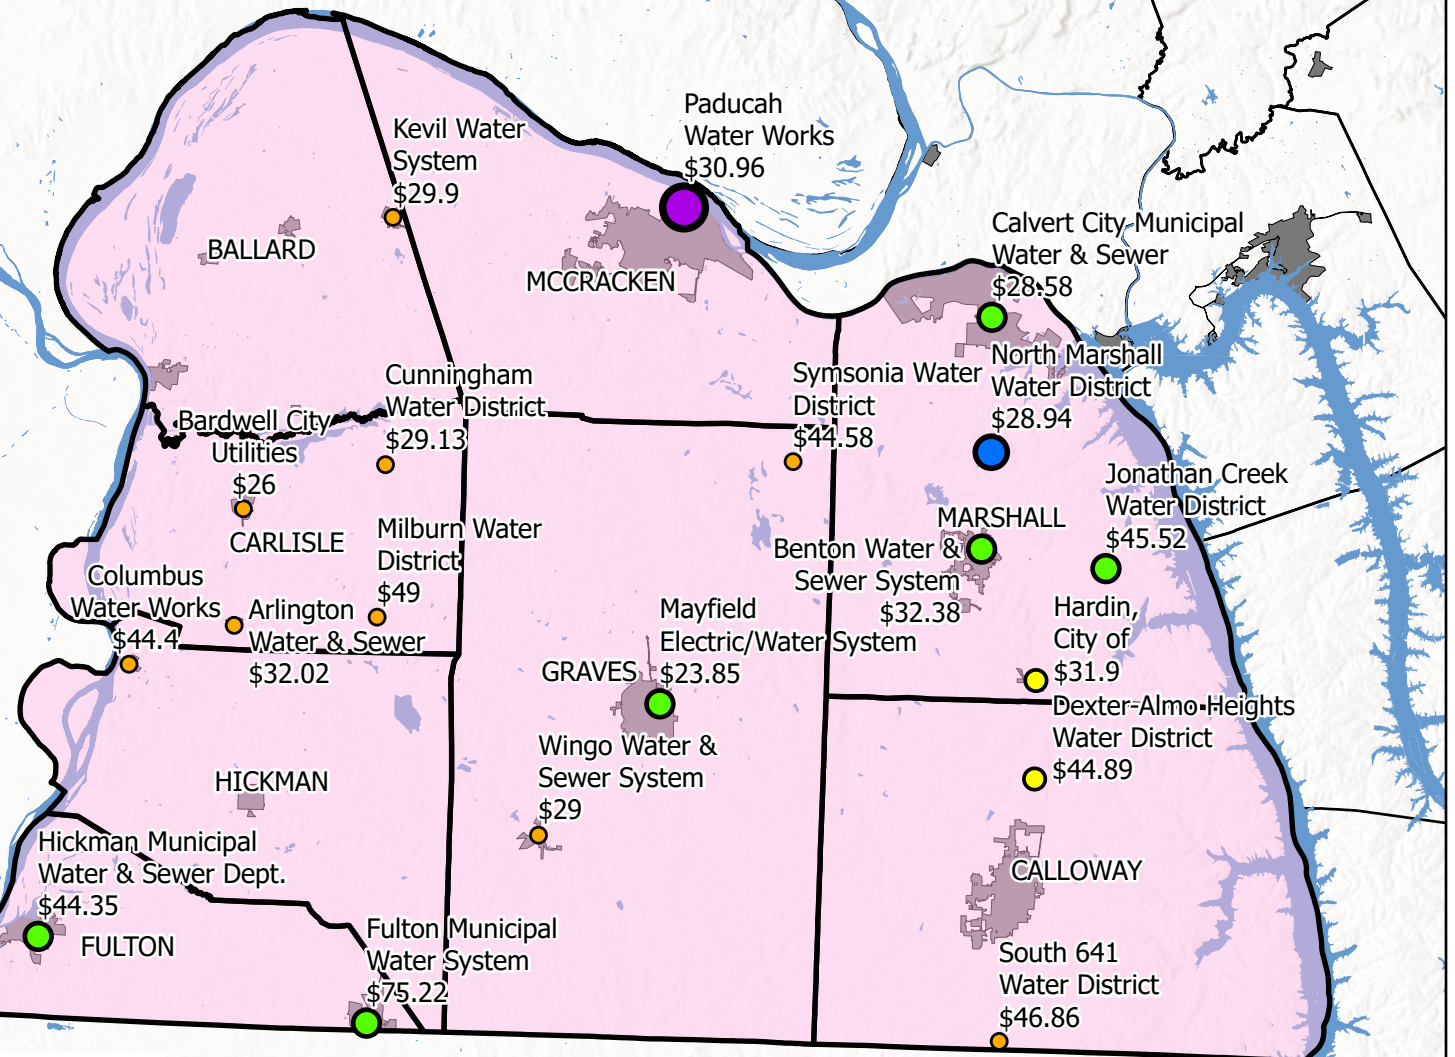 Paducah
Water Works
$30.96
Kevil Water
System
$29.9
BALLARD
MCCRACKEN
Calvert City Municipal
Water & Sewer
$28.58
North Marshall
Water District
$28.94
Symsonia Water
District
$44.58
Cunningham
Water District
$29.13
Bardwell City
Utilities
$26
CARLISLE
Jonathan Creek
Water District
$45.52
MARSHALL
Benton Water &
Sewer System
$32.38
Milburn Water
District
$49
Columbus
Water Works
$44.4
Arlington
Water & Sewer
$32.02
Mayfield
Electric/Water System
$23.85
GRAVES
Hardin,
City of
$31.9
Dexter-Almo Heights
Water District
$44.89
Wingo Water &
Sewer System
$29
HICKMAN
Hickman Municipal
Water & Sewer Dept.
$44.35
FULTON
CALLOWAY
Fulton Municipal
Water System
$75.22
South 641
Water District
$46.86